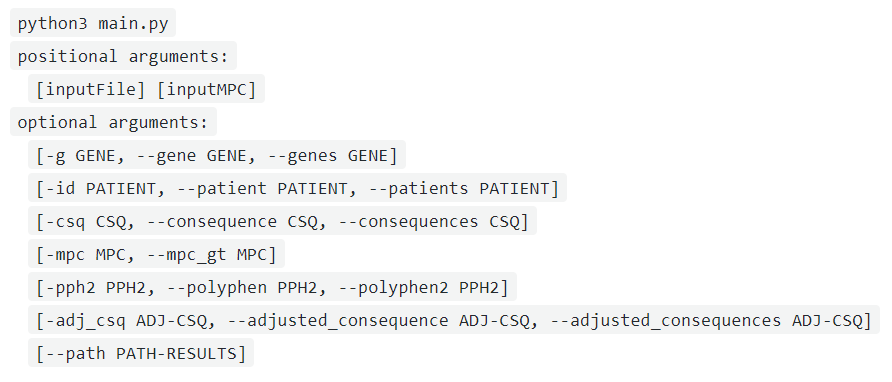 python3 main.py
positional arguments:
[inputFile] [inputMPC]
optional arguments:
[-g GENE, --gene GENE, --genes GENE]
[-id PATIENT, --patient PATIENT, --patients PATIENT]
[-csq CSQ, --consequence CSQ, --consequences CSQ]
[-mpc MPC, --mpc_gt MPC]
[-pph2 PPH2, --polyphen PPH2, --polyphen2 PPH2]
[-adj_csq ADJ-CSQ, --adjusted_consequence ADJ-CSQ, --adjusted_consequences ADJ-CSQ]
[--path PATH-RESULTS]